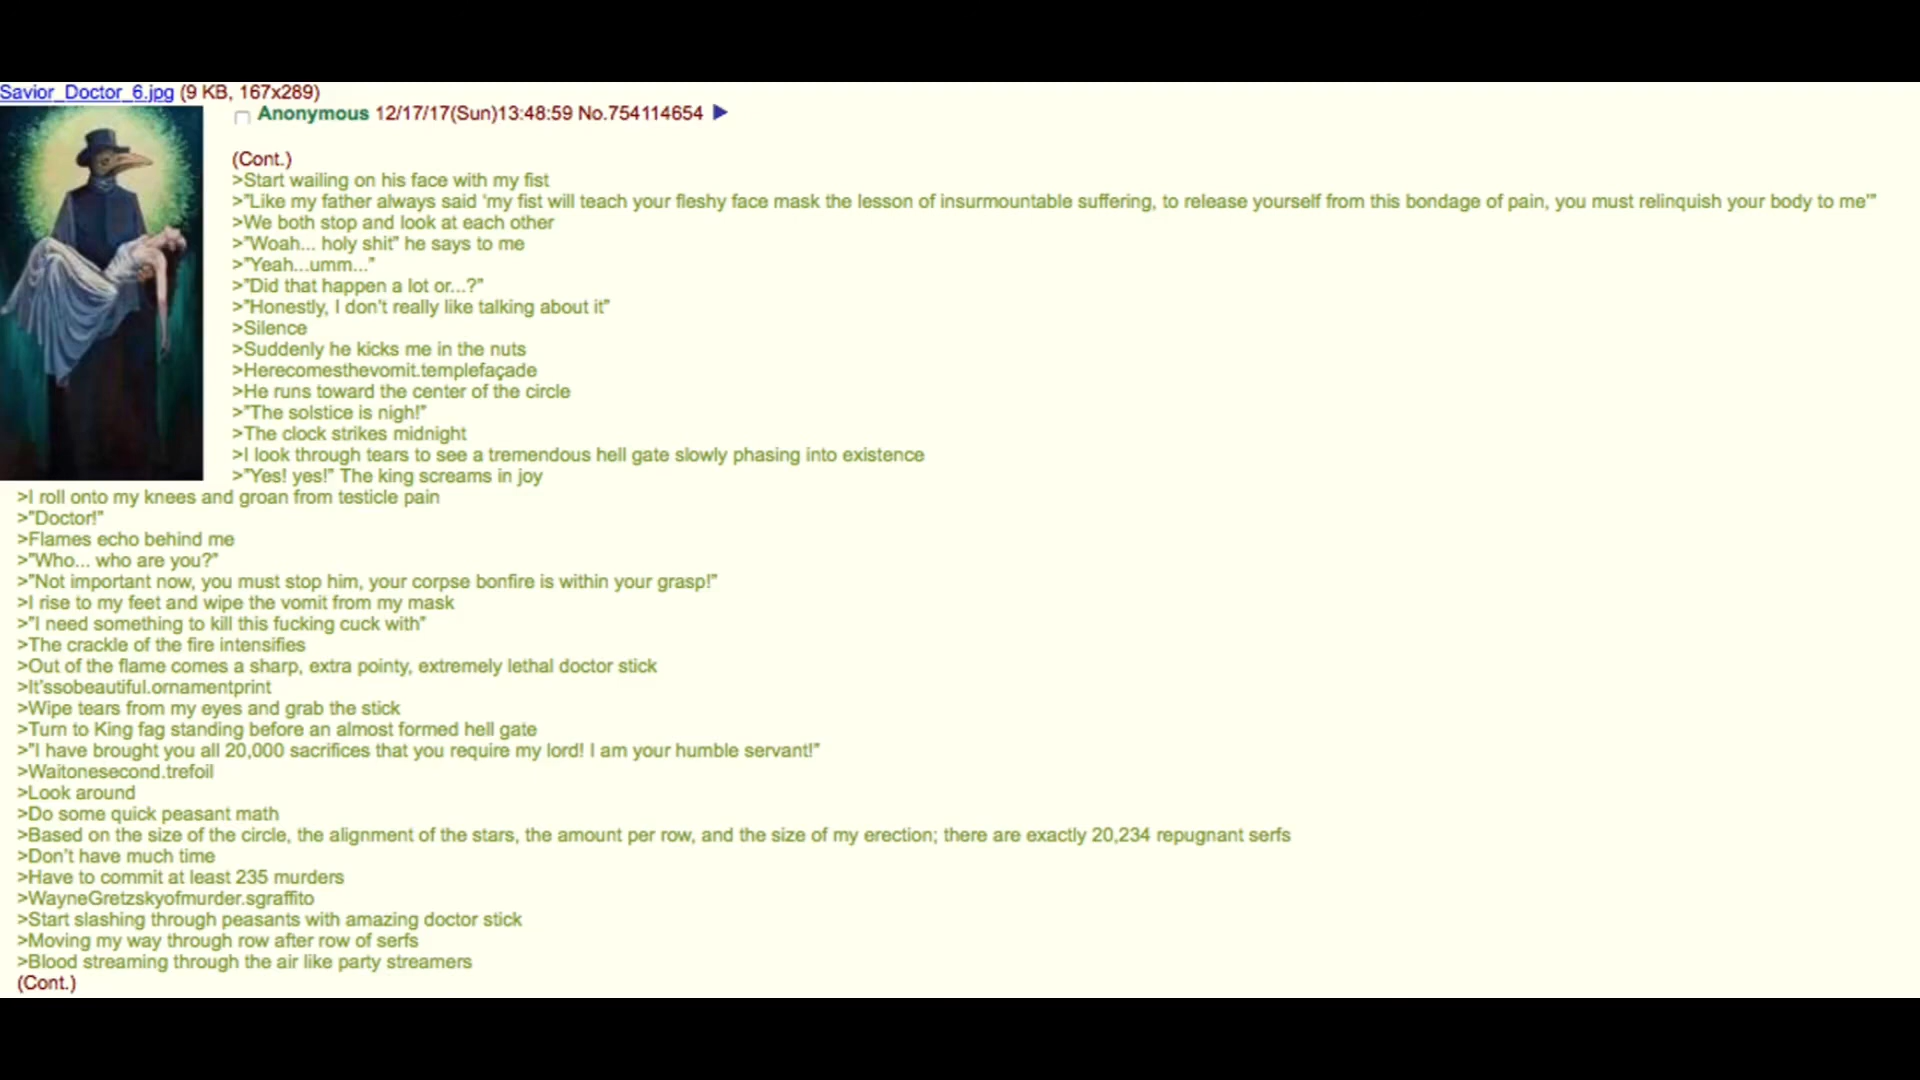 Savior_Doctor_6.jpg (9 KB, 167x289)
Anonymous 12/17/17(Sun)13:48:59 No.754114654 ▶
(Cont.)
>Start wailing on his face with my fist
>"Like my father always said 'my fist will teach your fleshy face mask the lesson of insurmountable suffering, to release yourself from this bondage of pain, you must relinquish your body to me'"
>We both stop and look at each other
>"Woah... holy shit" he says to me
>"Yeah...umm..."
>"Did that happen a lot or...?"
>"Honestly, I don't really like talking about it"
>Silence
>Suddenly he kicks me in the nuts
>Herecomesthevomit.templefaçade
>He runs toward the center of the circle
>"The solstice is nigh!"
>The clock strikes midnight
>I look through tears to see a tremendous hell gate slowly phasing into existence
>"Yes! yes!" The king screams in joy
>I roll onto my knees and groan from testicle pain
>"Doctor!"
>Flames echo behind me
>"Who... who are you?"
>"Not important now, you must stop him, your corpse bonfire is within your grasp!"
>I rise to my feet and wipe the vomit from my mask
>"I need something to kill this fucking cuck with"
>The crackle of the fire intensifies
>Out of the flame comes a sharp, extra pointy, extremely lethal doctor stick
>It'ssobeautiful.ornamentprint
>Wipe tears from my eyes and grab the stick
>Turn to King fag standing before an almost formed hell gate
>"I have brought you all 20,000 sacrifices that you require my lord! I am your humble servant!"
>Waitonesecond.trefoil
>Look around
>Do some quick peasant math
>Based on the size of the circle, the alignment of the stars, the amount per row, and the size of my erection; there are exactly 20,234 repugnant serfs
>Don't have much time
>Have to commit at least 235 murders
>WayneGretzskyofmurder.sgraffito
>Start slashing through peasants with amazing doctor stick
>Moving my way through row after row of serfs
>Blood streaming through the air like party streamers
(Cont.)